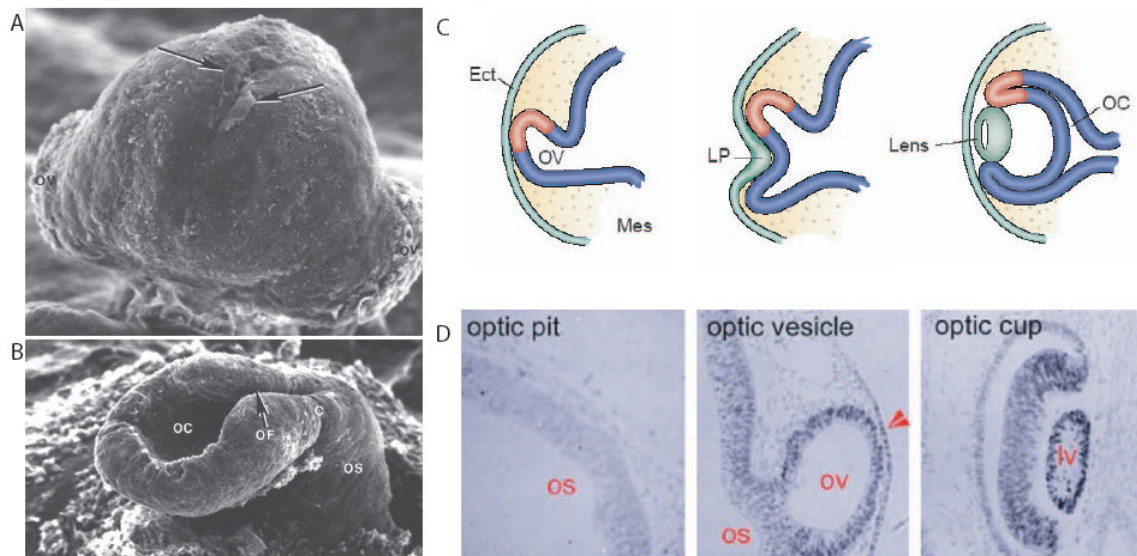 A
OV
OV
B
OC
OF
C
OS
C
Ect
OV
Mes
LP
Lens
OC
D
optic pit
os
optic vesicle
ov
os
optic cup
lv